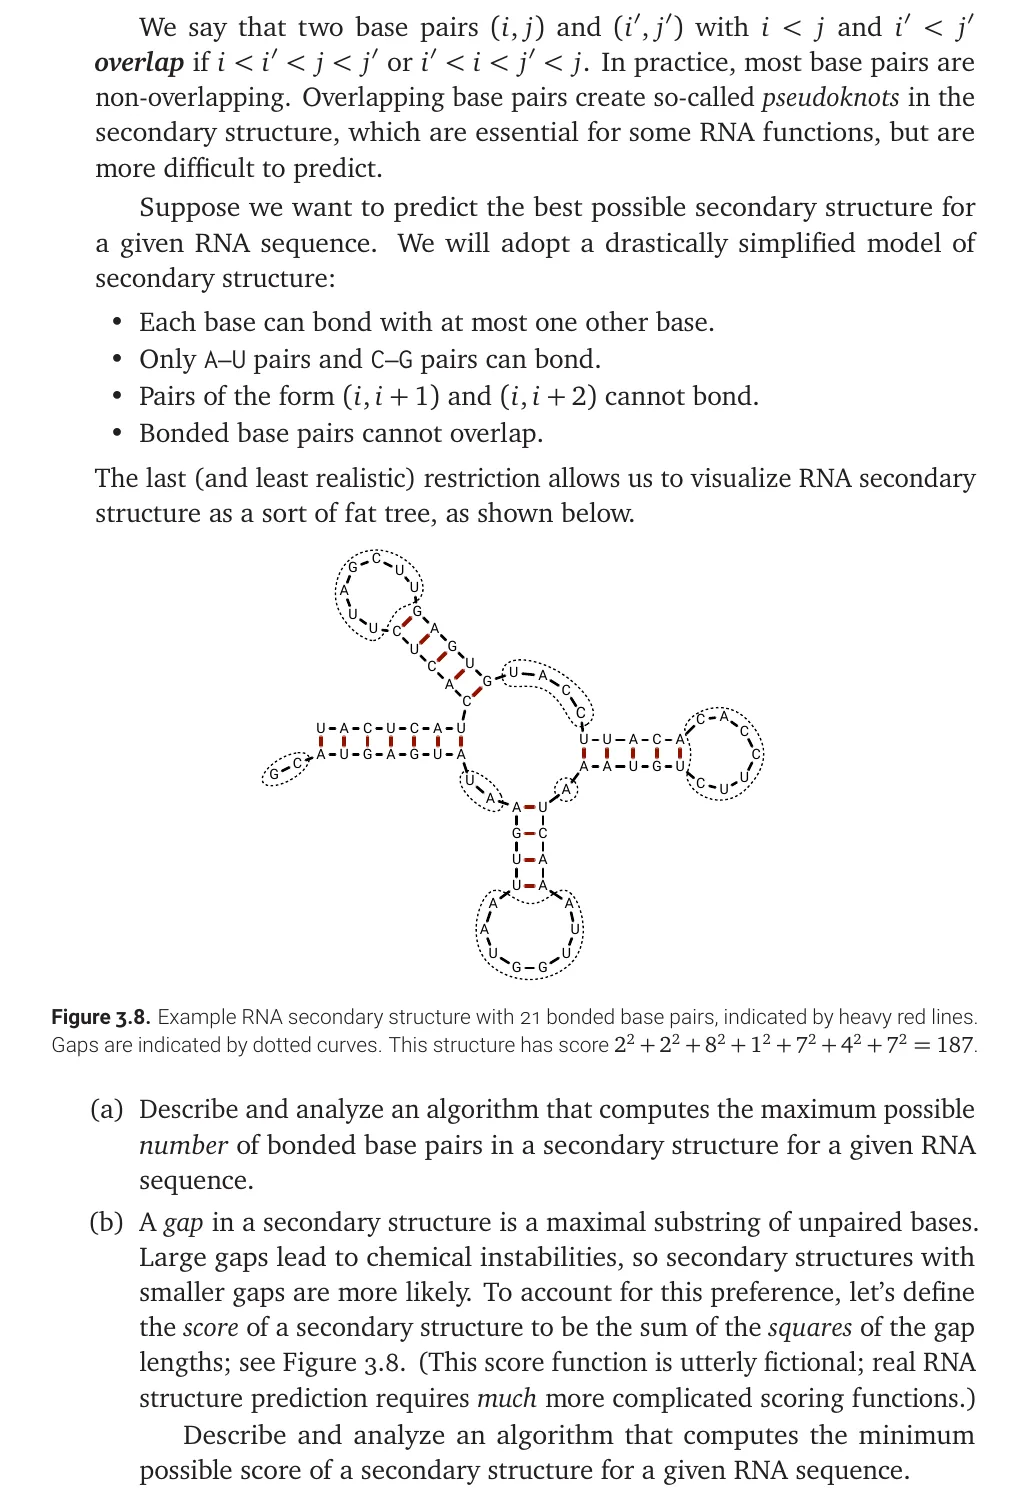 We say that two base pairs (i, j) and (i′, j′) with i < j and i′ < j′
overlap if i < i′ < j < j′ or i′ < i < j′ < j. In practice, most base pairs are
non-overlapping. Overlapping base pairs create so-called pseudoknots in the
secondary structure, which are essential for some RNA functions, but are
more difficult to predict.
Suppose we want to predict the best possible secondary structure for
a given RNA sequence. We will adopt a drastically simplified model of
secondary structure:
• Each base can bond with at most one other base.
• Only A–U pairs and C–G pairs can bond.
• Pairs of the form (i, i + 1) and (i, i + 2) cannot bond.
• Bonded base pairs cannot overlap.
The last (and least realistic) restriction allows us to visualize RNA secondary
structure as a sort of fat tree, as shown below.
G C U U
A G
U U C A
U G
C U
A G U A C C
C
U A C U C A U
G C A U G A G U A
U A
U U A C A C A C C U
A A U G U C U U
A
A U
G C
U A
U A
A A
A U
U U
G G
Figure 3.8. Example RNA secondary structure with 21 bonded base pairs, indicated by heavy red lines.
Gaps are indicated by dotted curves. This structure has score 2² + 2² + 8² + 1² + 7² + 4² + 7² = 187.
(a) Describe and analyze an algorithm that computes the maximum possible
number of bonded base pairs in a secondary structure for a given RNA
sequence.
(b) A gap in a secondary structure is a maximal substring of unpaired bases.
Large gaps lead to chemical instabilities, so secondary structures with
smaller gaps are more likely. To account for this preference, let’s define
the score of a secondary structure to be the sum of the squares of the gap
lengths; see Figure 3.8. (This score function is utterly fictional; real RNA
structure prediction requires much more complicated scoring functions.)
Describe and analyze an algorithm that computes the minimum
possible score of a secondary structure for a given RNA sequence.